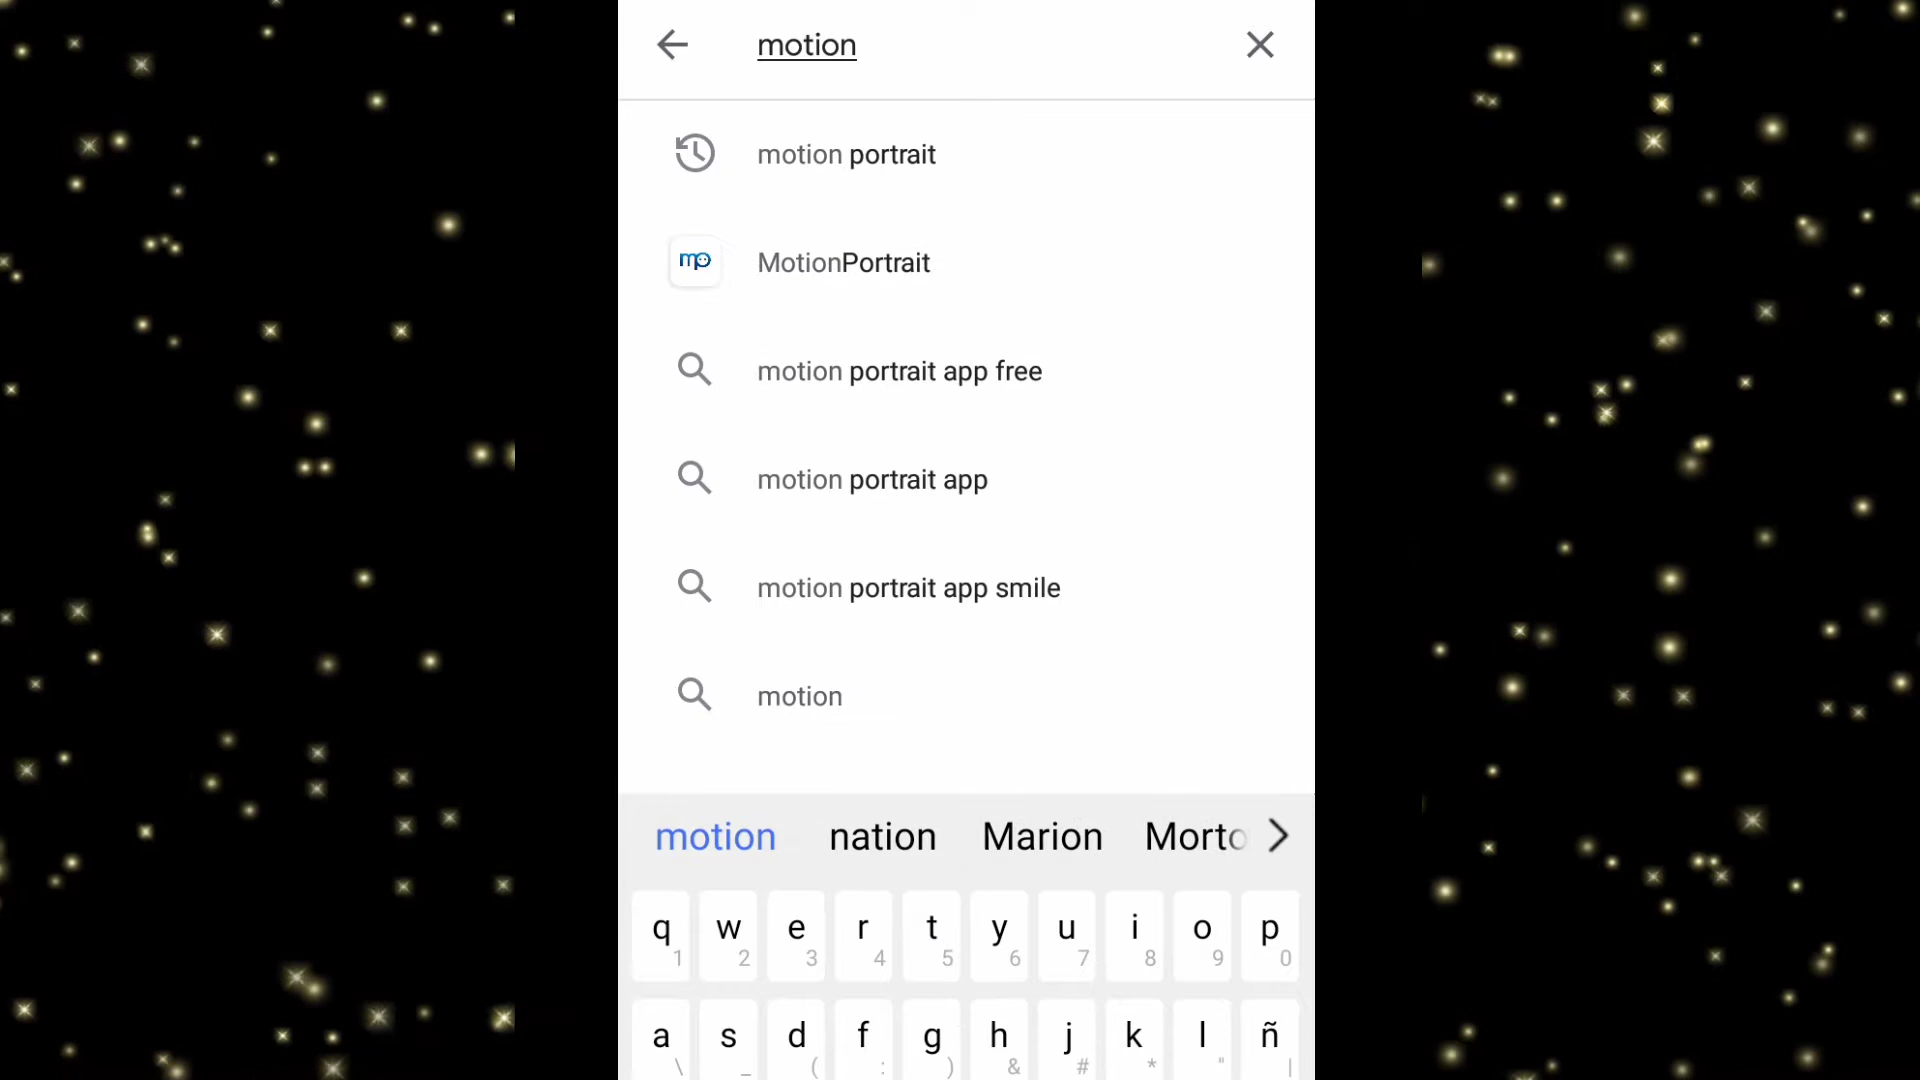 motion
motion portrait
mp
MotionPortrait
motion portrait app free
motion portrait app
motion portrait app smile
motion
motion nation Marion Morto
q w e r t y u i o p
1 2 3 4 5 6 7 8 9 0
a s d f g h j k l ñ
\ _ ( : ) & # * " |